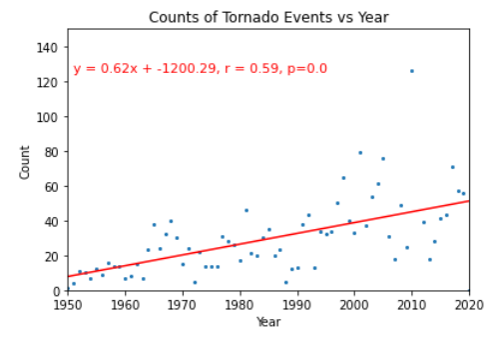 Counts of Tornado Events vs Year
y = 0.62x + -1200.29, r = 0.59, p=0.0
140
120
100
80
60
40
20
0
Count
1950 1960 1970 1980 1990 2000 2010 2020
Year